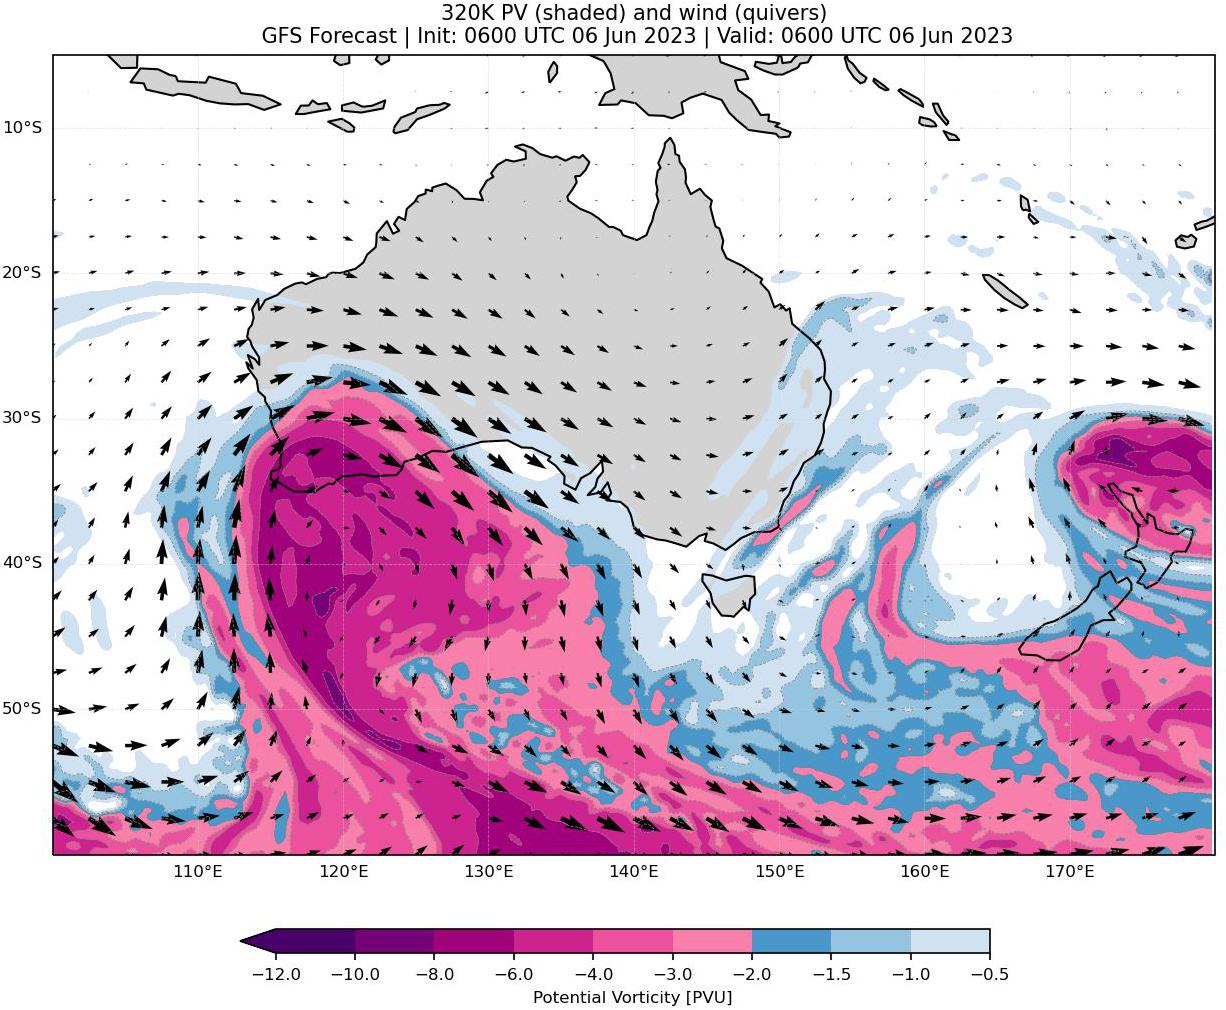 320K PV (shaded) and wind (quivers)
GFS Forecast | Init: 0600 UTC 06 Jun 2023 | Valid: 0600 UTC 06 Jun 2023
10°S
20°S
30°S
40°S
50°S
110°E 120°E 130°E 140°E 150°E 160°E 170°E
−12.0 −10.0 −8.0 −6.0 −4.0 −3.0 −2.0 −1.5 −1.0 −0.5
Potential Vorticity [PVU]